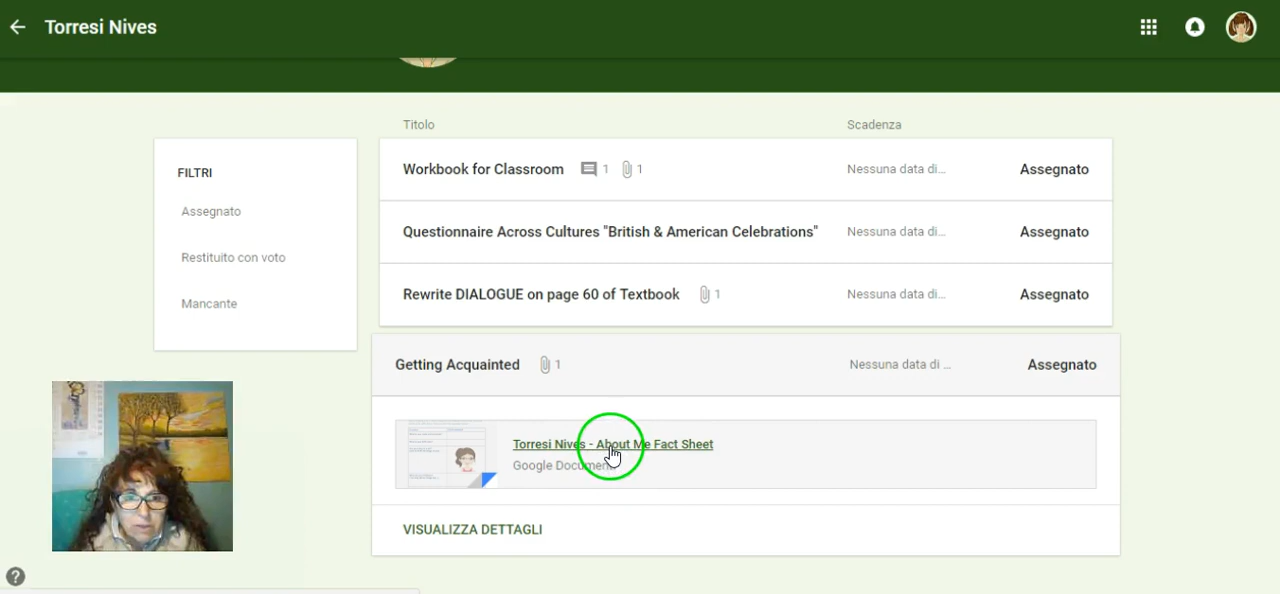 Torresi Nives
Titolo
Scadenza
FILTRI
Assegnato
Restituito con voto
Mancante
Workbook for Classroom 1 1
Nessuna data di...
Assegnato
Questionnaire Across Cultures "British & American Celebrations"
Nessuna data di...
Assegnato
Rewrite DIALOGUE on page 60 of Textbook 1
Nessuna data di...
Assegnato
Getting Acquainted 1
Nessuna data di ...
Assegnato
Torresi Nives - About Me Fact Sheet
Google Document
VISUALIZZA DETTAGLI
?